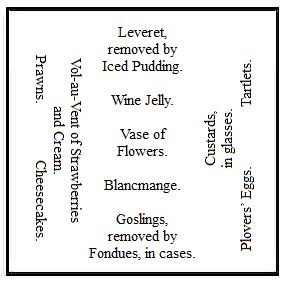 Leveret,
removed by
Iced Pudding.
Prawns.
Cheesecakes.
Vol-au-Vent of Strawberries
and Cream.
Wine Jelly.
Vase of
Flowers.
Blancmange.
Custards,
in glasses.
Tartlets.
Plovers’ Eggs.
Goslings,
removed by
Fondues, in cases.